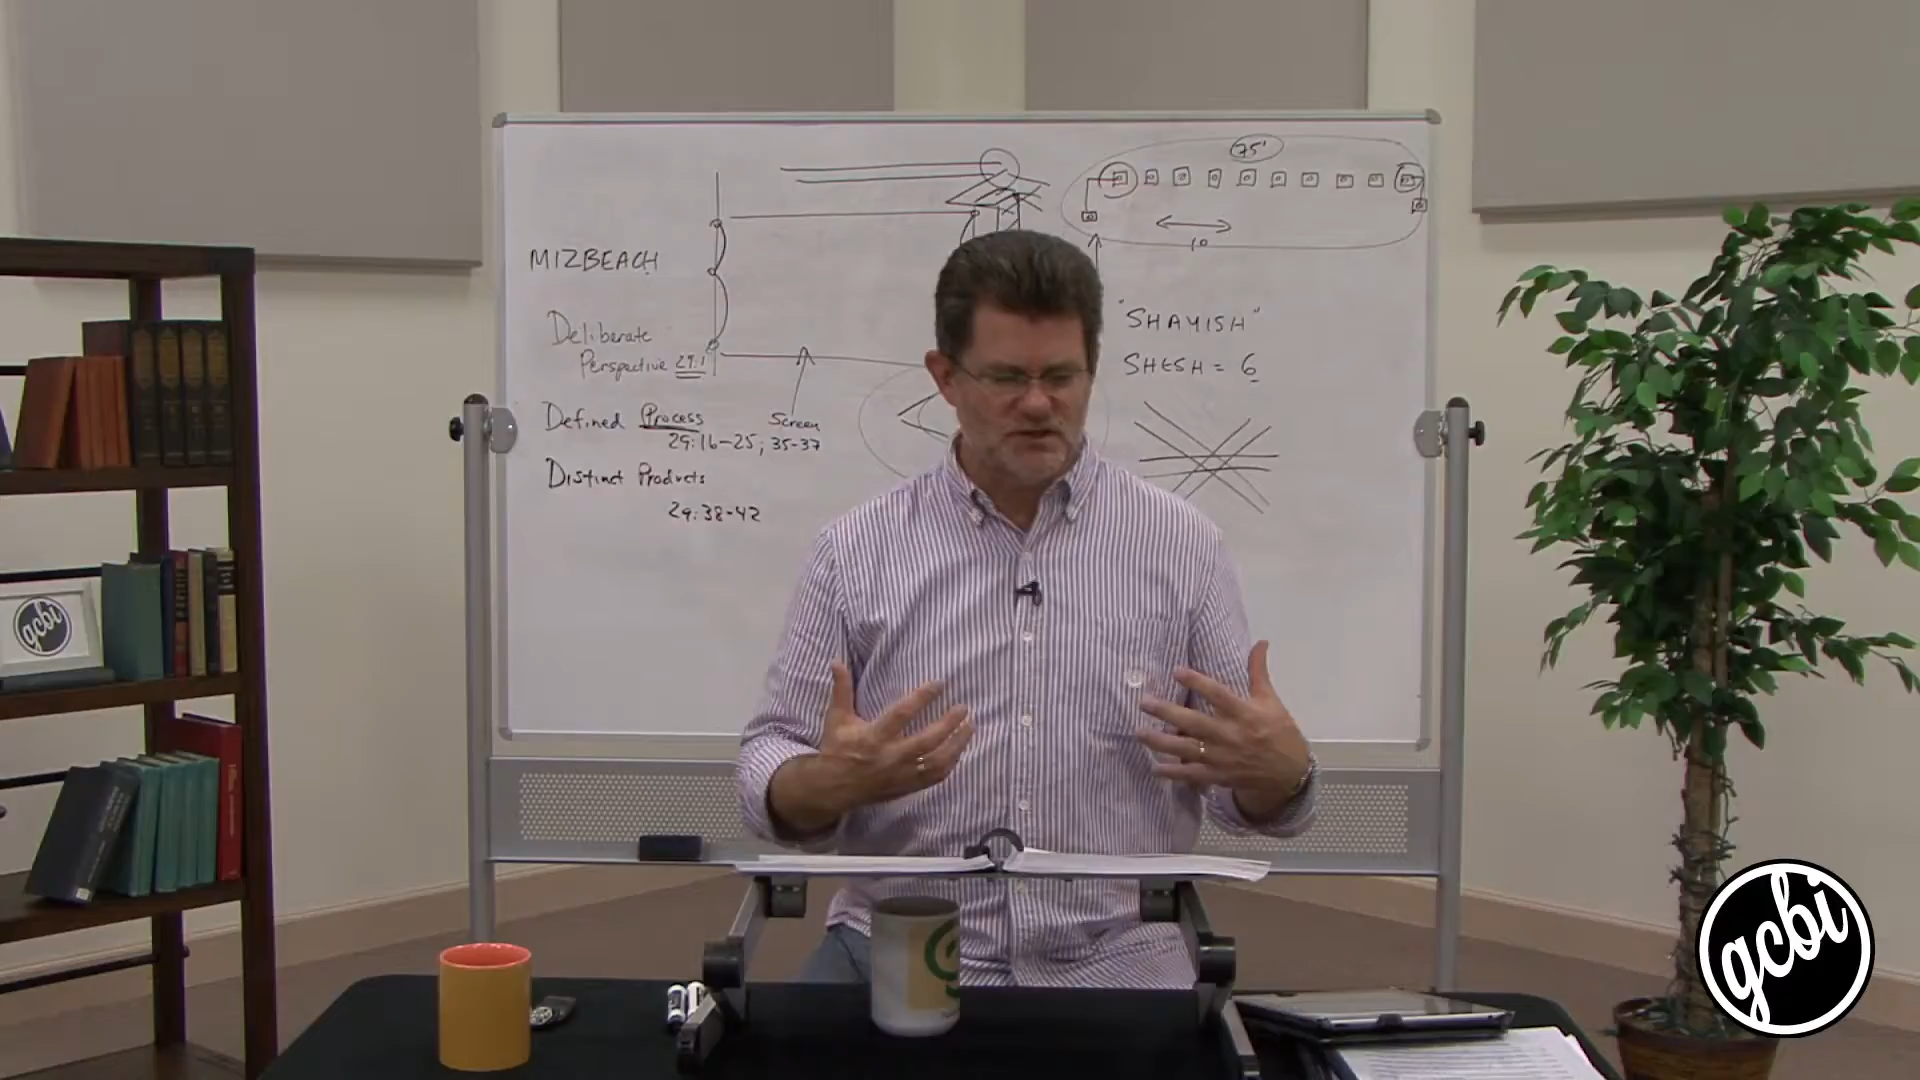 75'
10
MIZBEACH
Deliberate
Perspective 29:1
Defined Process
29:16-25; 35-37
Screen
Distinct Products
29:38-42
"SHAYISH"
SHESH = 6
gcbi
gcbi